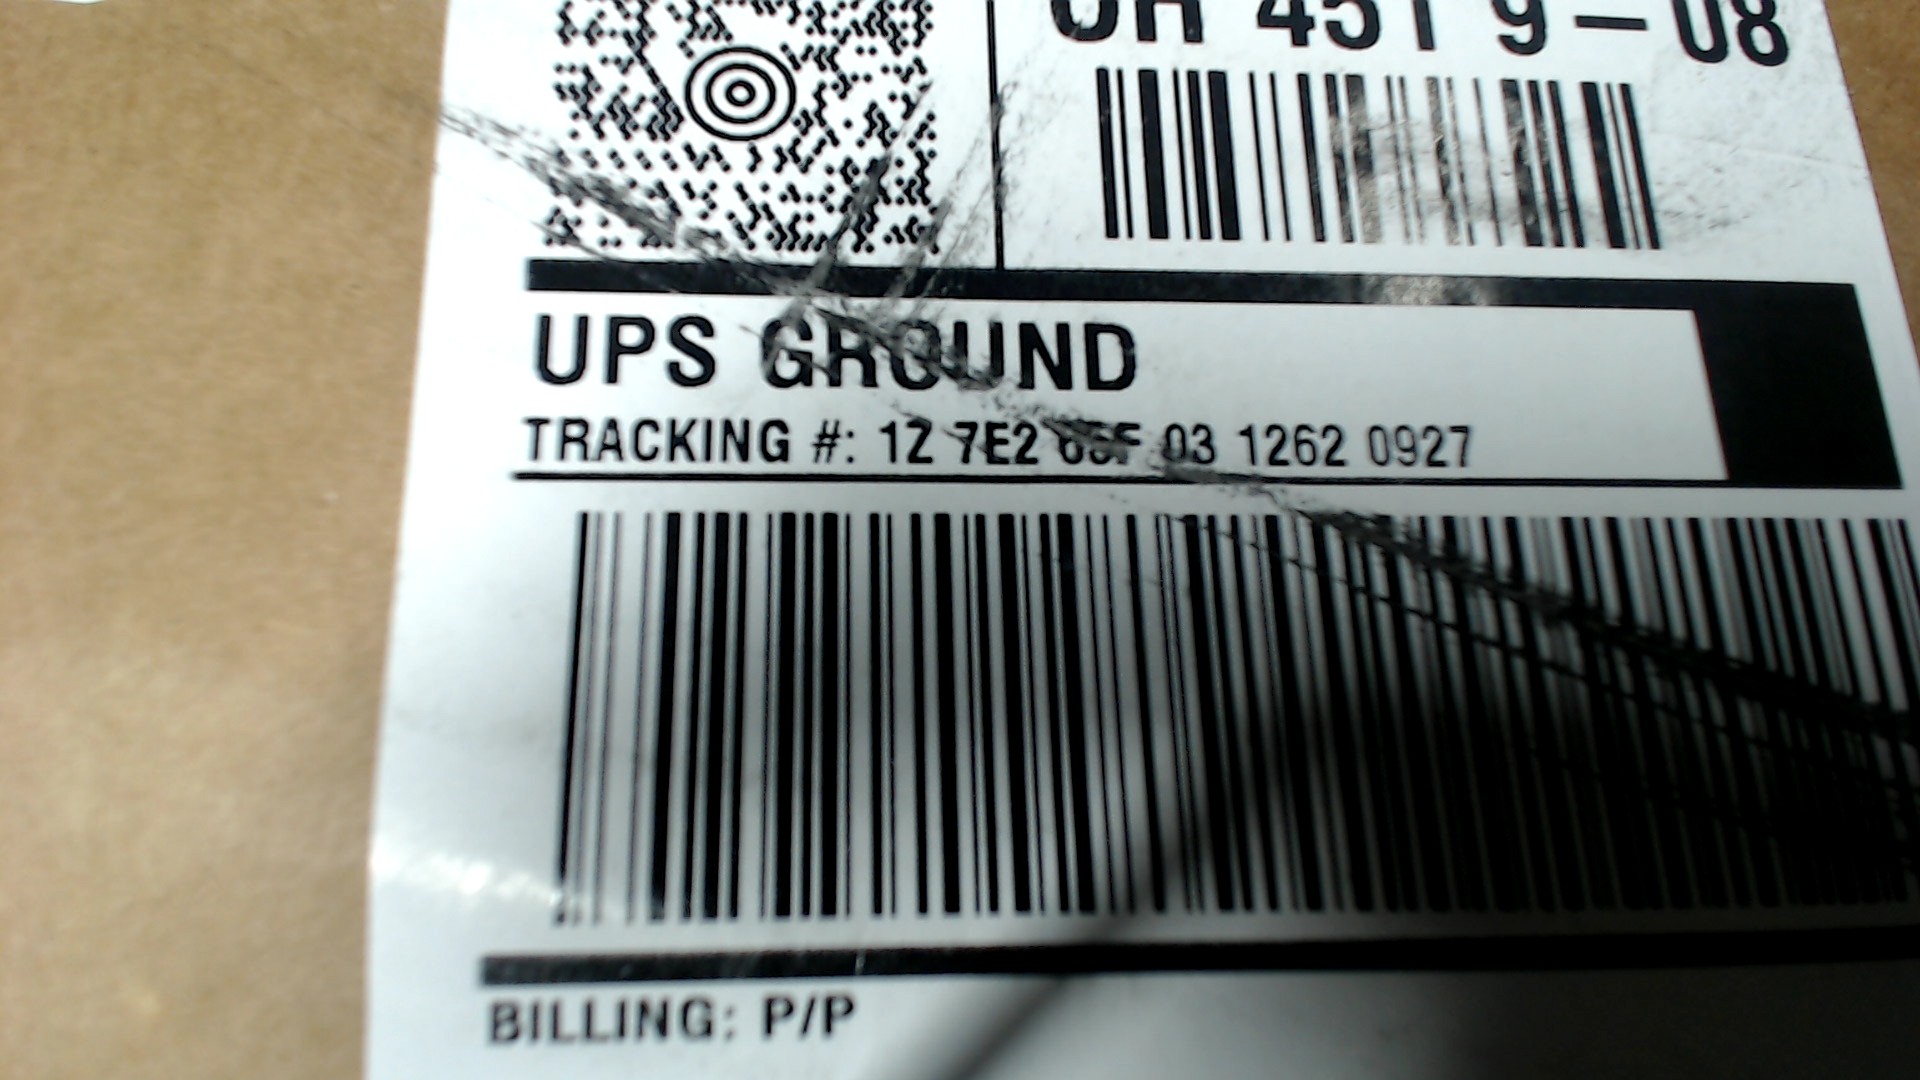 UPS GROUND
TRACKING #: 1Z 7E2 03 1262 0927
BILLING: P/P